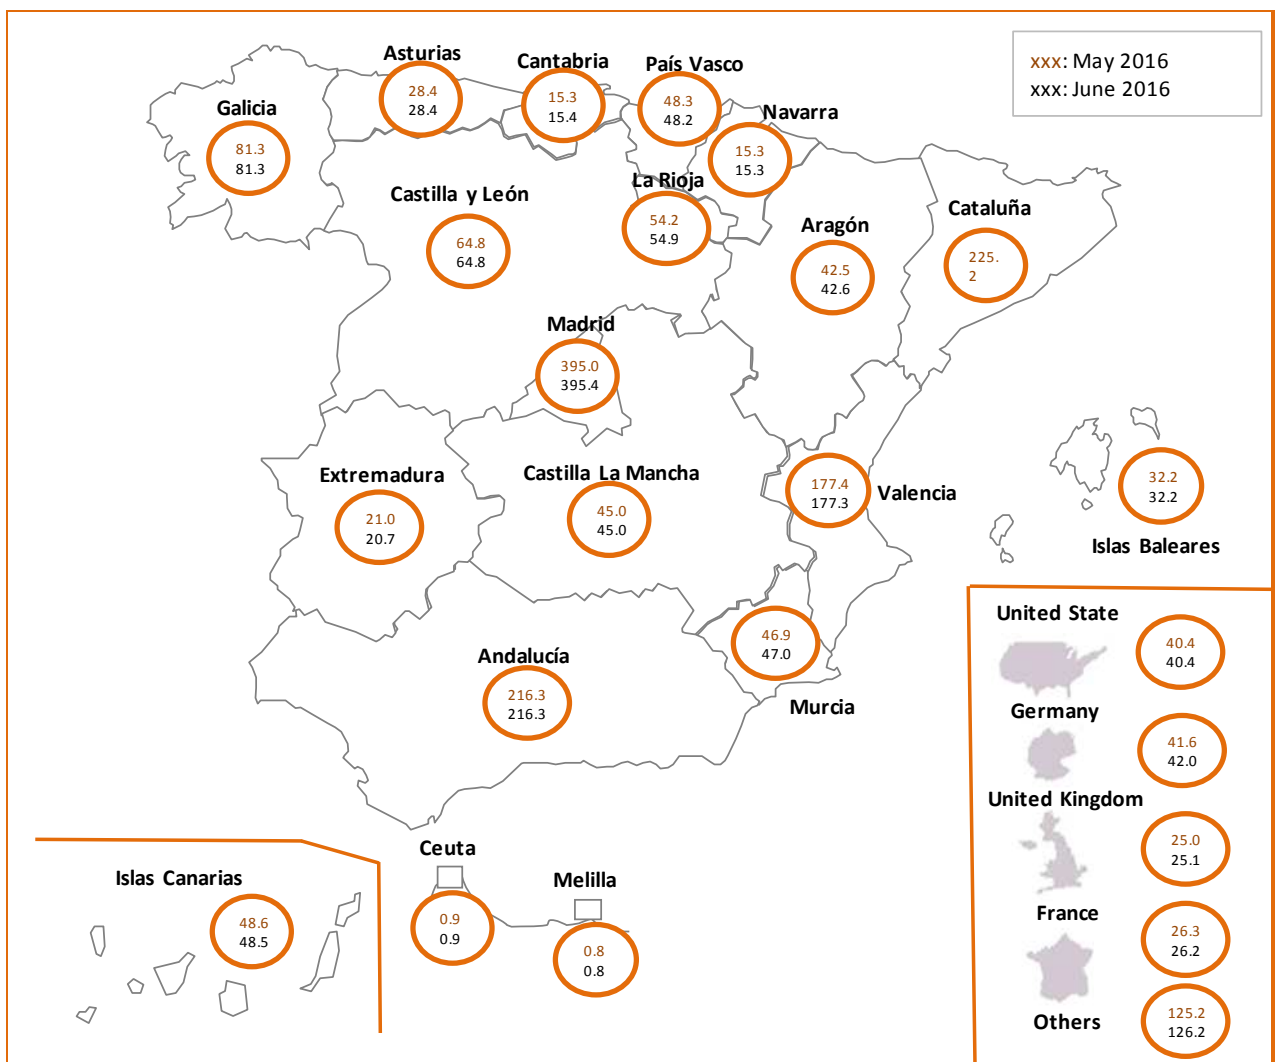 xxx: May 2016
xxx: June 2016
Asturias
28.4
28.4
Cantabria
15.3
15.4
País Vasco
48.3
48.2
Navarra
15.3
15.3
Galicia
81.3
81.3
Castilla y León
64.8
64.8
La Rioja
54.2
54.9
Aragón
42.5
42.6
Cataluña
225.
2
Madrid
395.0
395.4
Extremadura
21.0
20.7
Castilla La Mancha
45.0
45.0
177.4
177.3
Valencia
32.2
32.2
Islas Baleares
Andalucía
216.3
216.3
46.9
47.0
Murcia
United State
40.4
40.4
Germany
41.6
42.0
United Kingdom
25.0
25.1
France
26.3
26.2
Others
125.2
126.2
Islas Canarias
48.6
48.5
Ceuta
0.9
0.9
Melilla
0.8
0.8